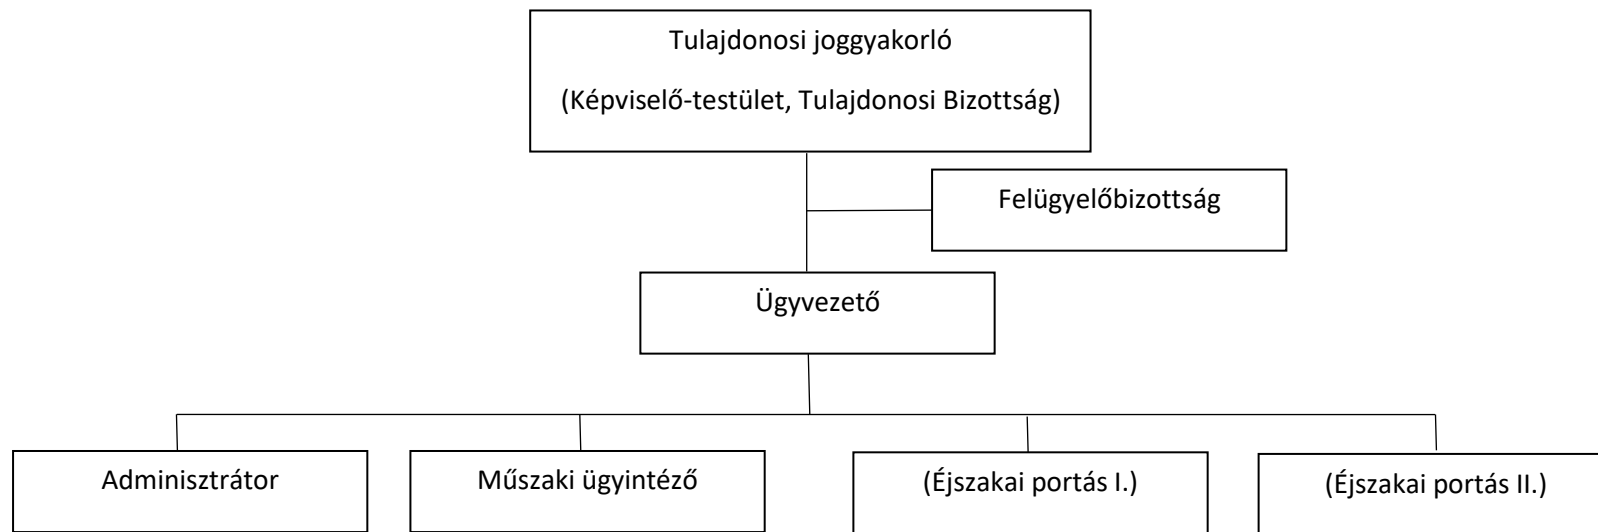 Tulajdonosi joggyakorló
(Képviselő-testület, Tulajdonosi Bizottság)
Felügyelőbizottság
Ügyvezető
Adminisztrátor
Műszaki ügyintéző
(Éjszakai portás I.)
(Éjszakai portás II.)